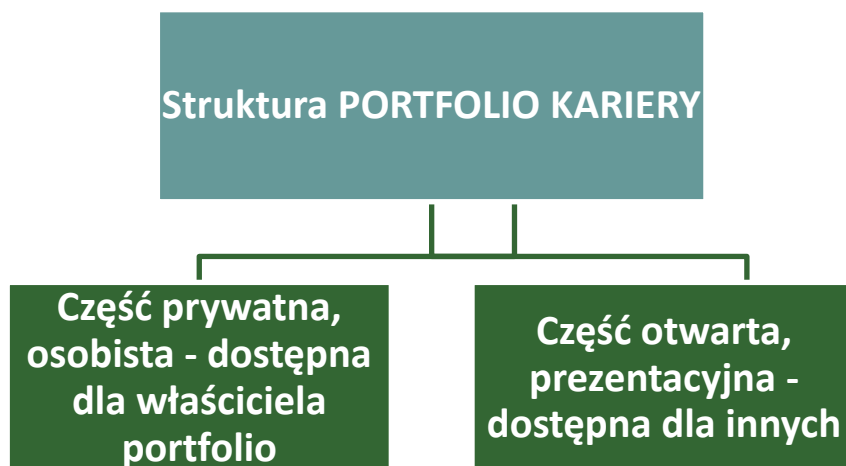 Struktura PORTFOLIO KARIERY
Część prywatna,
osobista - dostępna
dla właściciela
portfolio
Część otwarta,
prezentacyjna -
dostępna dla innych